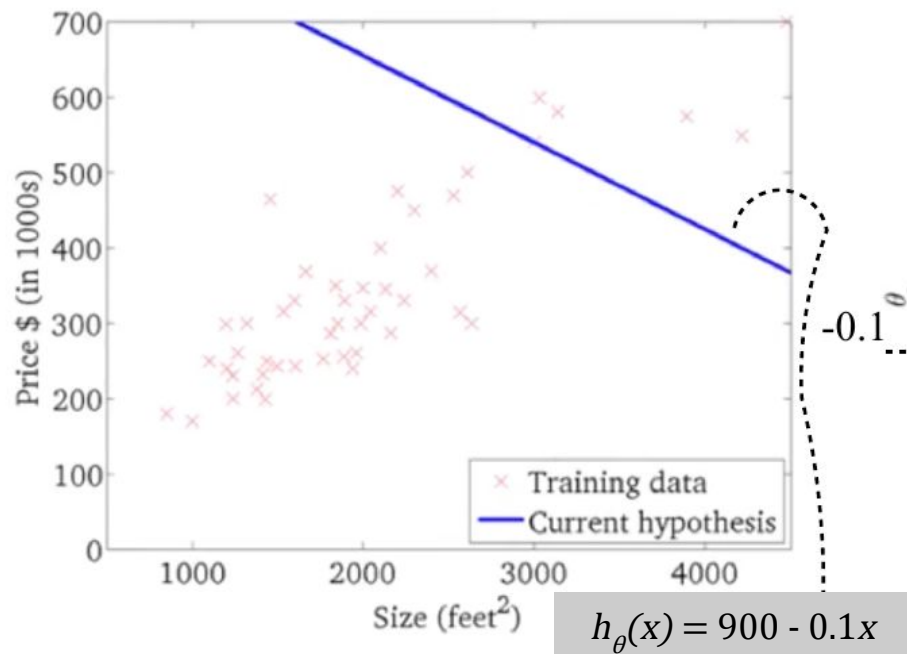 700
600
500
400
300
200
100
0
Price $ (in 1000s)
Training data
Current hypothesis
1000 2000 3000 4000
Size (feet²)
-0.1
θ
h_θ(x) = 900 - 0.1x